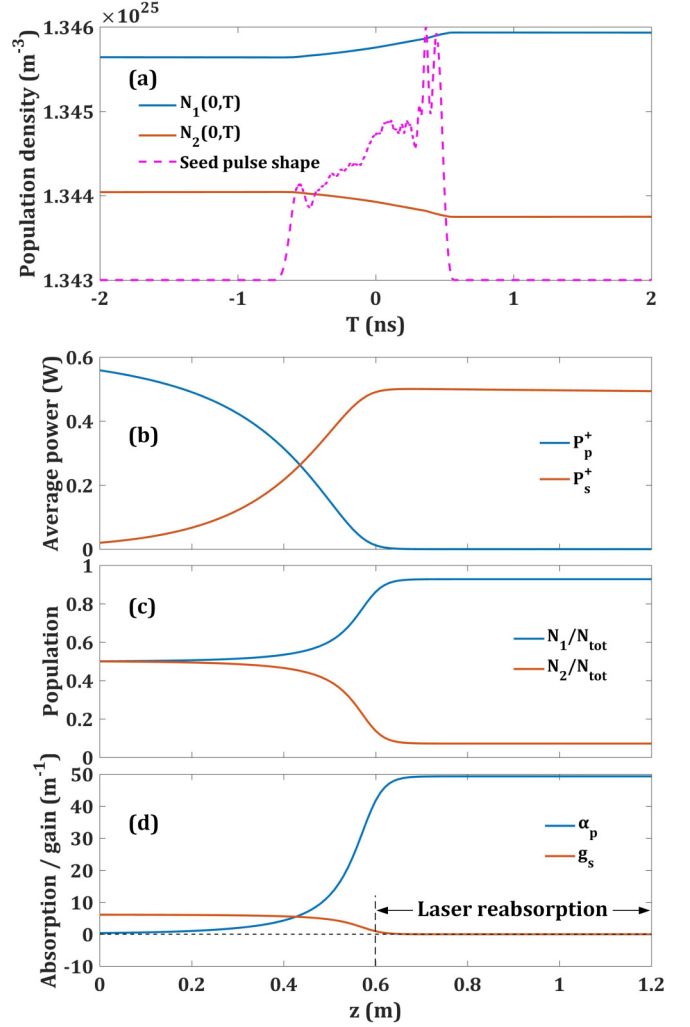 × 10²⁵
Population density (m⁻³)
1.346
1.345
1.344
1.343
(a)
N₁(0,T)
N₂(0,T)
Seed pulse shape
-2 -1 0 1 2
T (ns)
Average power (W)
0.6
0.4
0.2
0
(b)
Pₚ⁺
Pₛ⁺
Population
1
0.8
0.6
0.4
0.2
0
(c)
N₁/Nₜₒₜ
N₂/Nₜₒₜ
Absorption / gain (m⁻¹)
50
40
30
20
10
0
-10
(d)
αₚ
gₛ
Laser reabsorption
0 0.2 0.4 0.6 0.8 1 1.2
z (m)